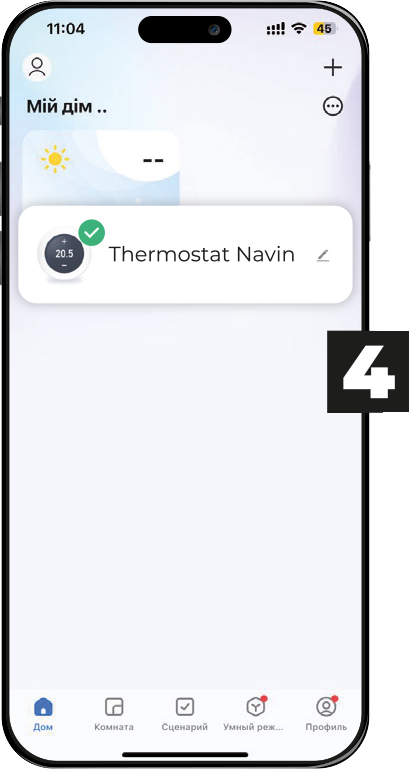 11:04
45
Мій дім ..
--
20.5
Thermostat Navin
4
Дом
Комната
Сценарий
Умный реж...
Профиль